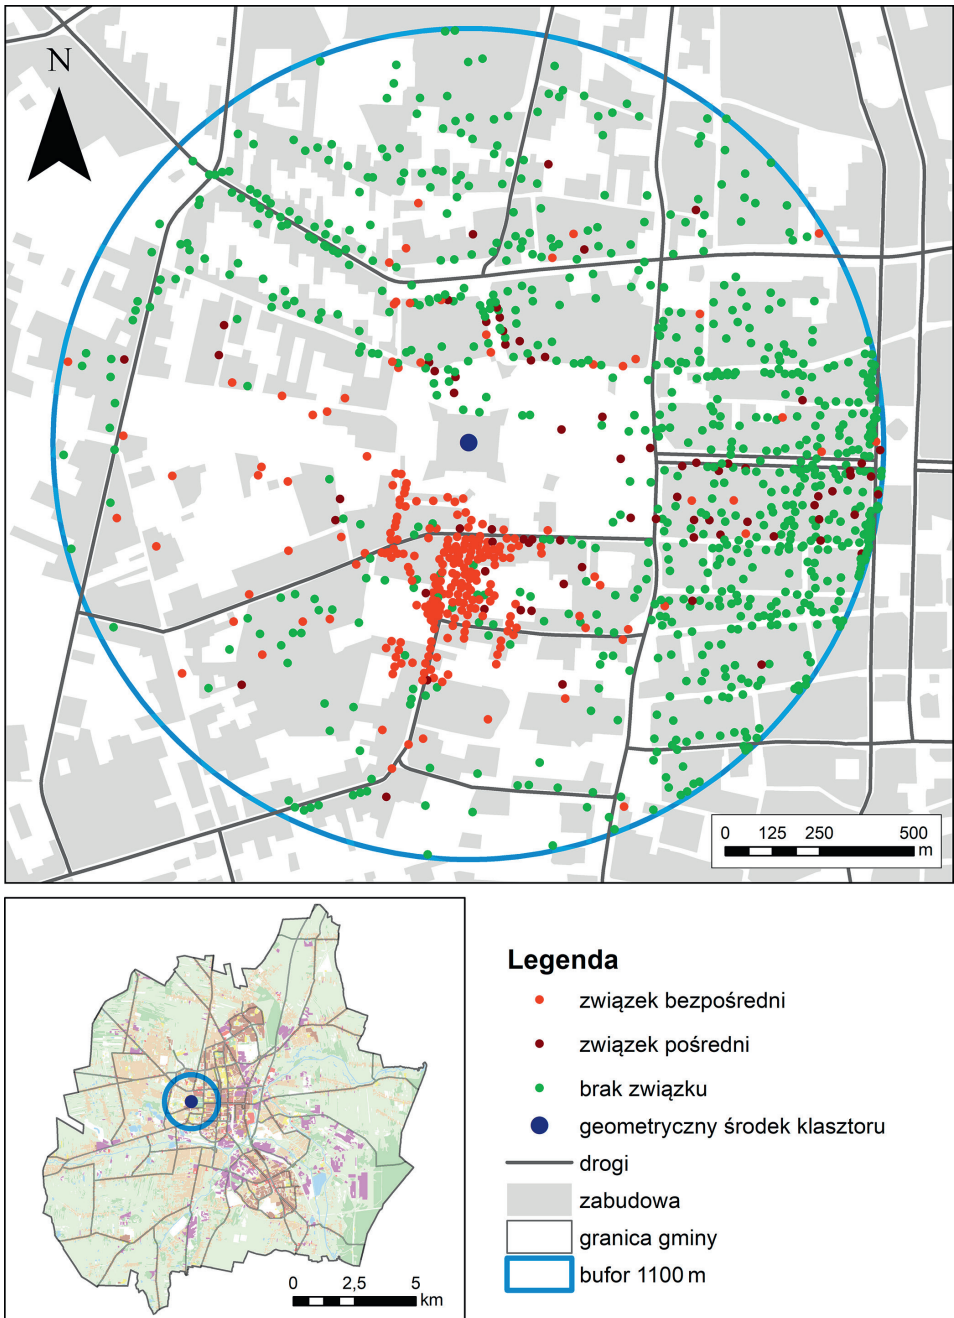 N
0 125 250 500
m
Legenda
związek bezpośredni
związek pośredni
brak związku
geometryczny środek klasztoru
drogi
zabudowa
granica gminy
bufor 1100 m
0 2,5 5
km